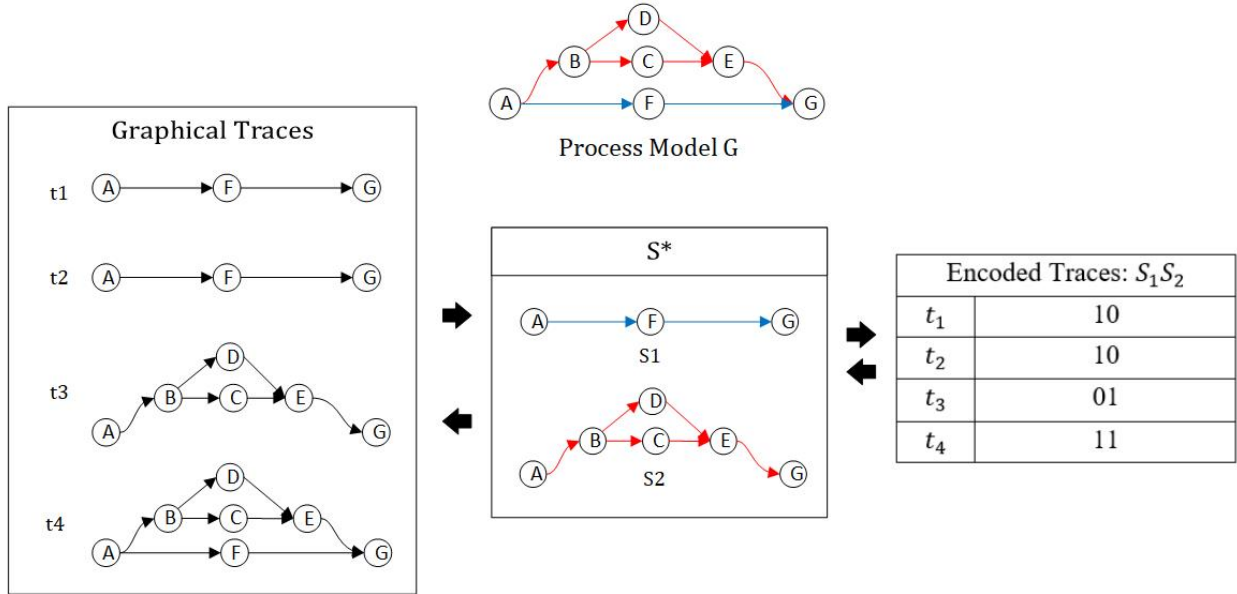 D
B C E
A F G
Process Model G
Graphical Traces
t1 A F G
t2 A F G
D
t3 B C E
A G
D
t4 B C E
A F G
S*
A F G
S1
D
B C E
A S2 G
Encoded Traces: S₁S₂
t₁ 10
t₂ 10
t₃ 01
t₄ 11